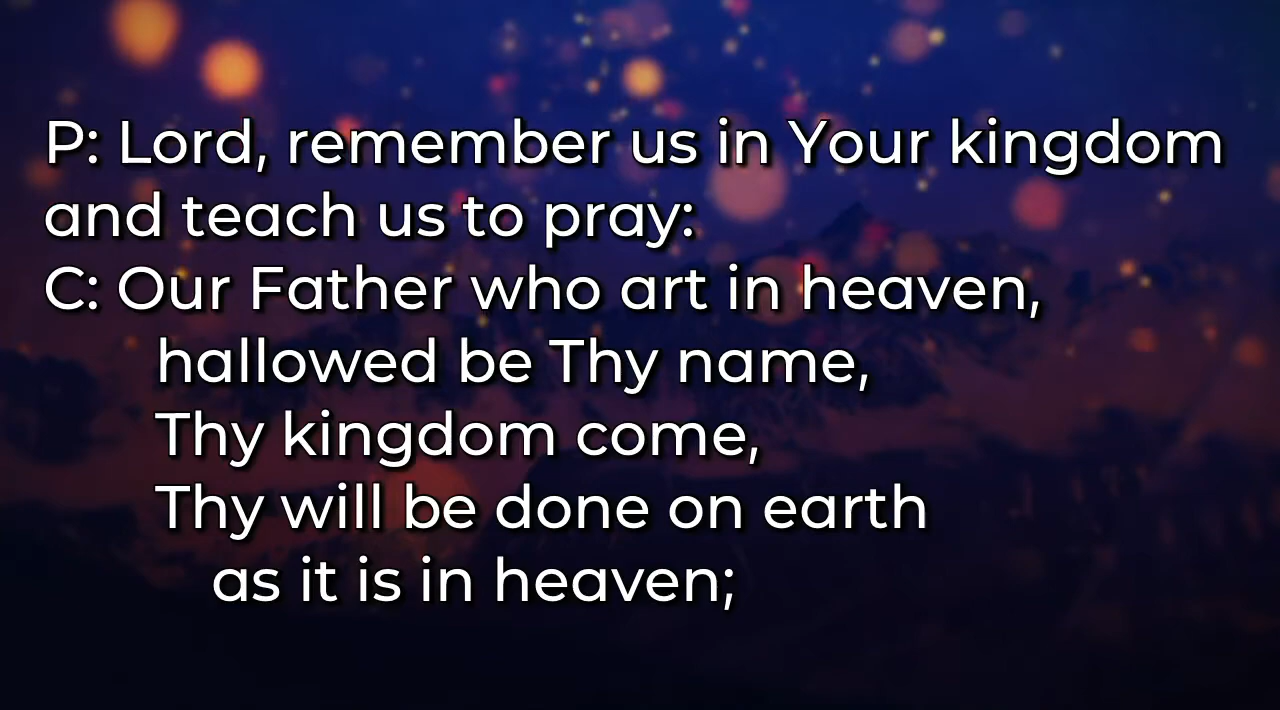 P: Lord, remember us in Your kingdom
and teach us to pray:
C: Our Father who art in heaven,
hallowed be Thy name,
Thy kingdom come,
Thy will be done on earth
as it is in heaven;